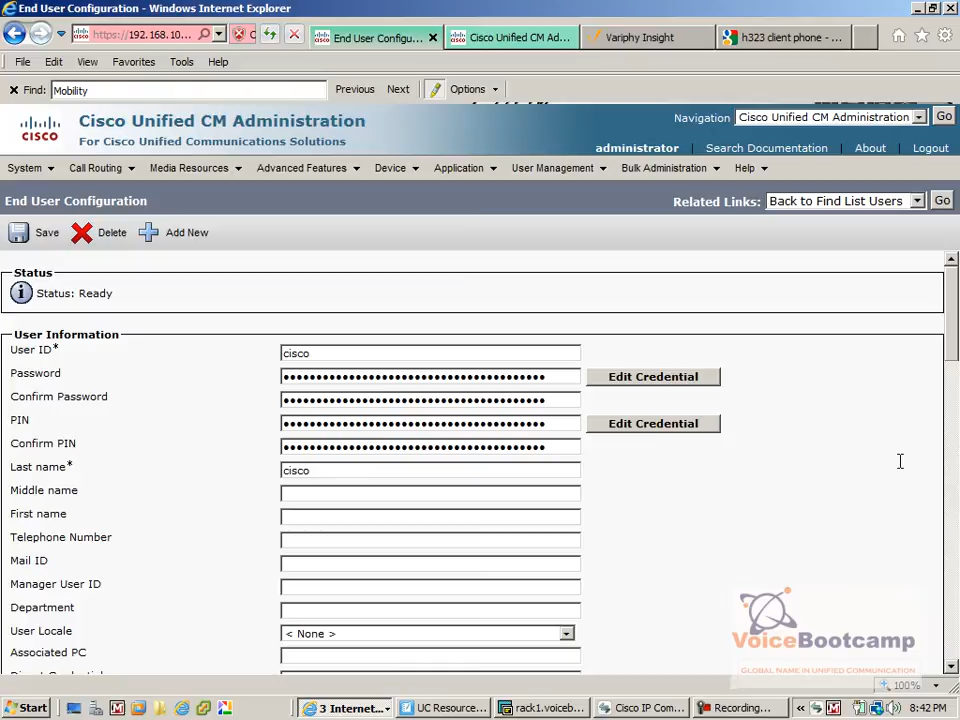 End User Configuration - Windows Internet Explorer
https://192.168.10...
C
End User Configu...
Cisco Unified CM Ad...
Variphy Insight
h323 client phone - ...
File Edit View Favorites Tools Help
Find: Mobility Previous Next Options
cisco
Cisco Unified CM Administration
For Cisco Unified Communications Solutions
Navigation Cisco Unified CM Administration Go
administrator | Search Documentation | About | Logout
System Call Routing Media Resources Advanced Features Device Application User Management Bulk Administration Help
End User Configuration
Related Links: Back to Find List Users Go
Save Delete Add New
Status
Status: Ready
User Information
User ID* cisco
Password •••••••••••••••••••••••••••••••••••••••• Edit Credential
Confirm Password ••••••••••••••••••••••••••••••••••••••••
PIN •••••••••••••••••••••••••••••••••••••••• Edit Credential
Confirm PIN ••••••••••••••••••••••••••••••••••••••••
Last name* cisco
Middle name
First name
Telephone Number
Mail ID
Manager User ID
Department
User Locale < None >
Associated PC
VoiceBootcamp
GLOBAL NAME IN UNIFIED COMMUNICATION
100%
Start
3 Internet...
UC Resource...
rack1.voiceb...
Cisco IP Com...
Recording...
8:42 PM